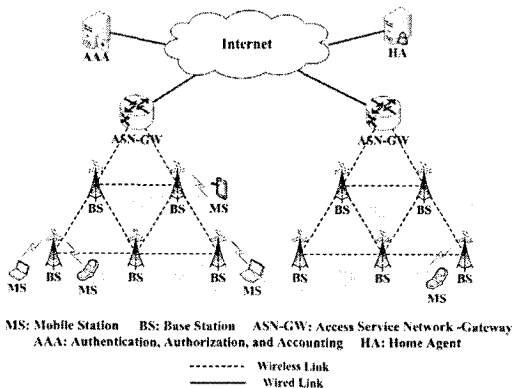 Internet
AAA
HA
ASN-GW
ASN-GW
BS
BS
MS
BS
BS
BS
BS
BS
MS
MS
MS
BS
BS
BS
MS
MS: Mobile Station BS: Base Station ASN-GW: Access Service Network -Gateway
AAA: Authentication, Authorization, and Accounting HA: Home Agent
Wireless Link
Wired Link